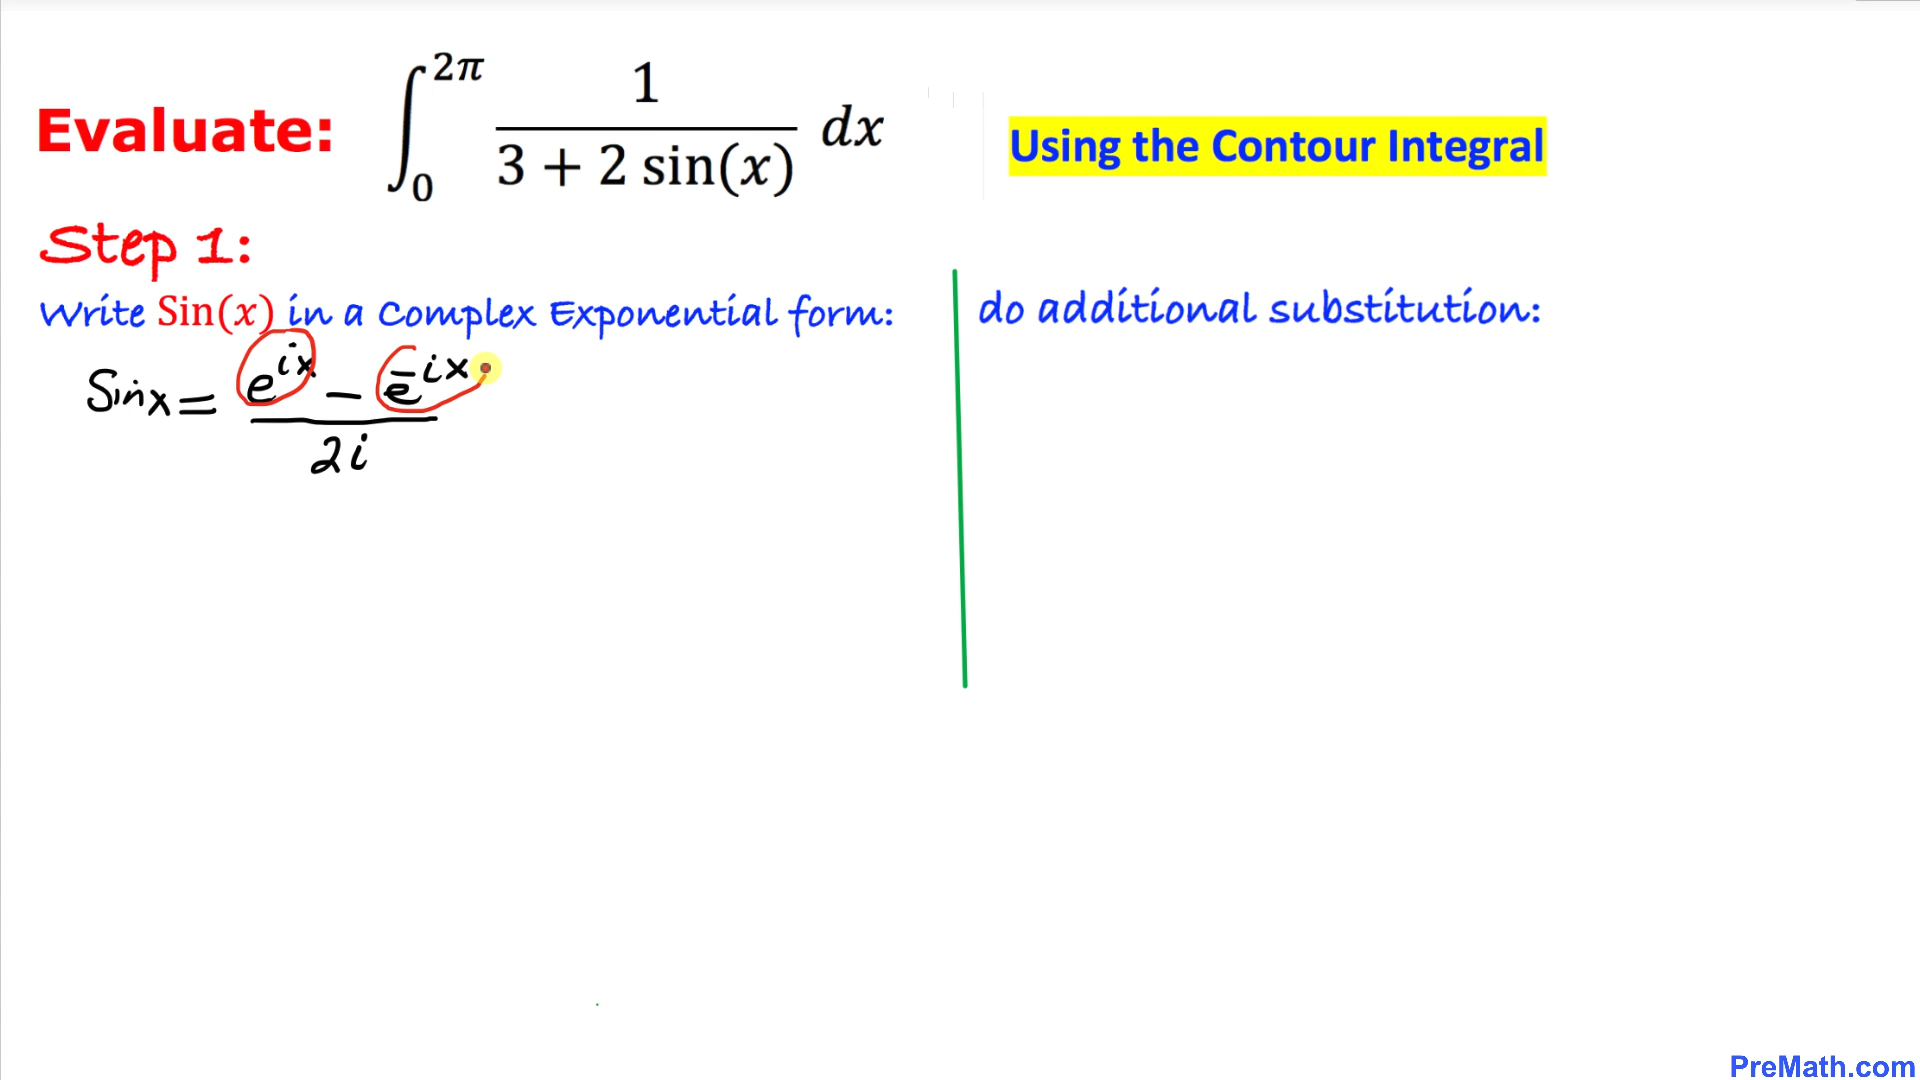 Evaluate: ∫₀^2π 1/(3 + 2 sin(x)) dx
Using the Contour Integral
Step 1:
Write Sin(x) in a Complex Exponential form:
Sinx = (e^ix − e^-ix)/2i
do additional substitution:
PreMath.com